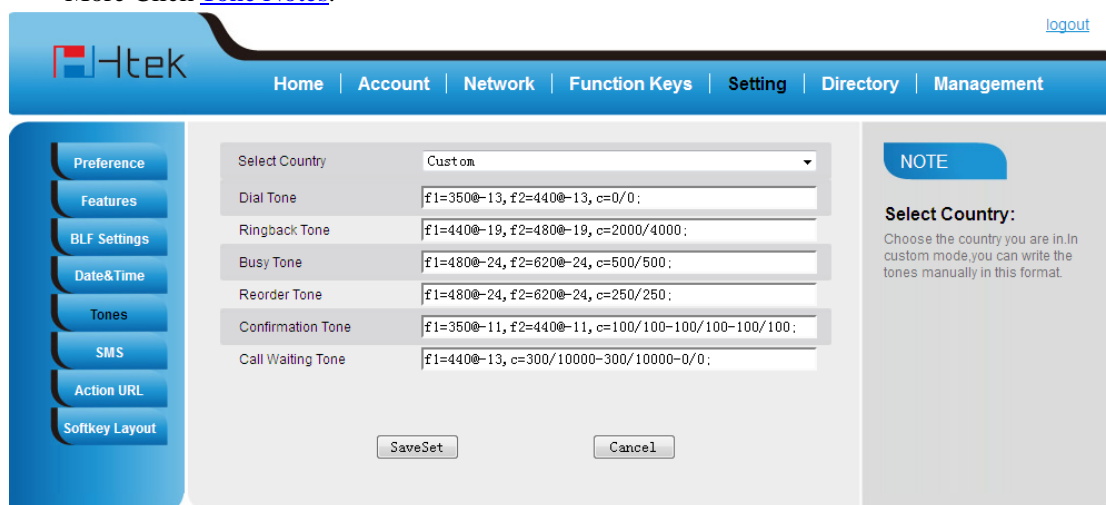 More Click Tone Notes.
logout
Htek
Home | Account | Network | Function Keys | Setting | Directory | Management
Preference
Features
BLF Settings
Date&Time
Tones
SMS
Action URL
Softkey Layout
Select Country Custom
Dial Tone f1=350@-13,f2=440@-13,c=0/0;
Ringback Tone f1=440@-19,f2=480@-19,c=2000/4000;
Busy Tone f1=480@-24,f2=620@-24,c=500/500;
Reorder Tone f1=480@-24,f2=620@-24,c=250/250;
Confirmation Tone f1=350@-11,f2=440@-11,c=100/100-100/100-100/100;
Call Waiting Tone f1=440@-13,c=300/10000-300/10000-0/0;
SaveSet Cancel
NOTE
Select Country:
Choose the country you are in.In
custom mode,you can write the
tones manually in this format.